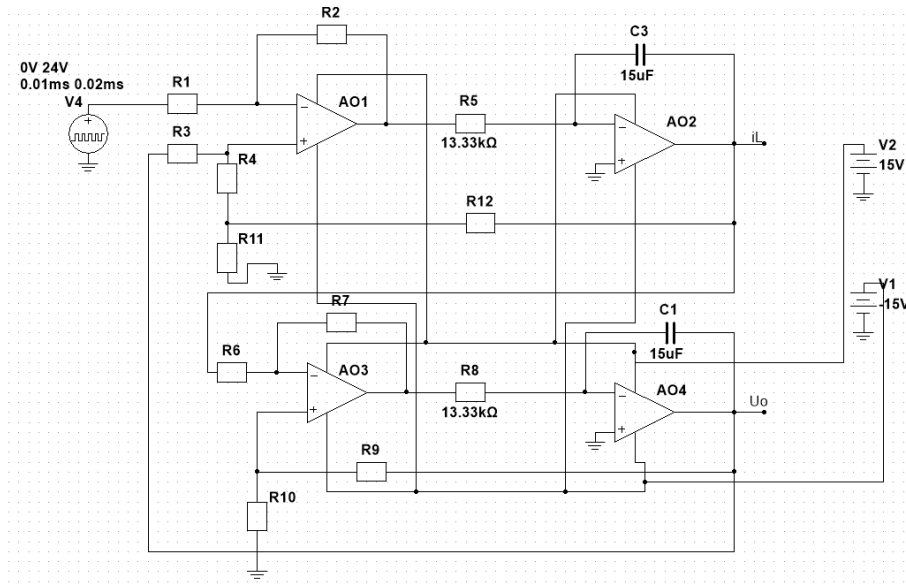 R2
C3
15uF
0V 24V
0.01ms 0.02ms
V4
R1
AO1
R5
13.33kΩ
AO2
iL
R3
R4
V2
15V
R12
R11
V1
-15V
R7
C1
15uF
R6
AO3
R8
13.33kΩ
AO4
Uo
R9
R10